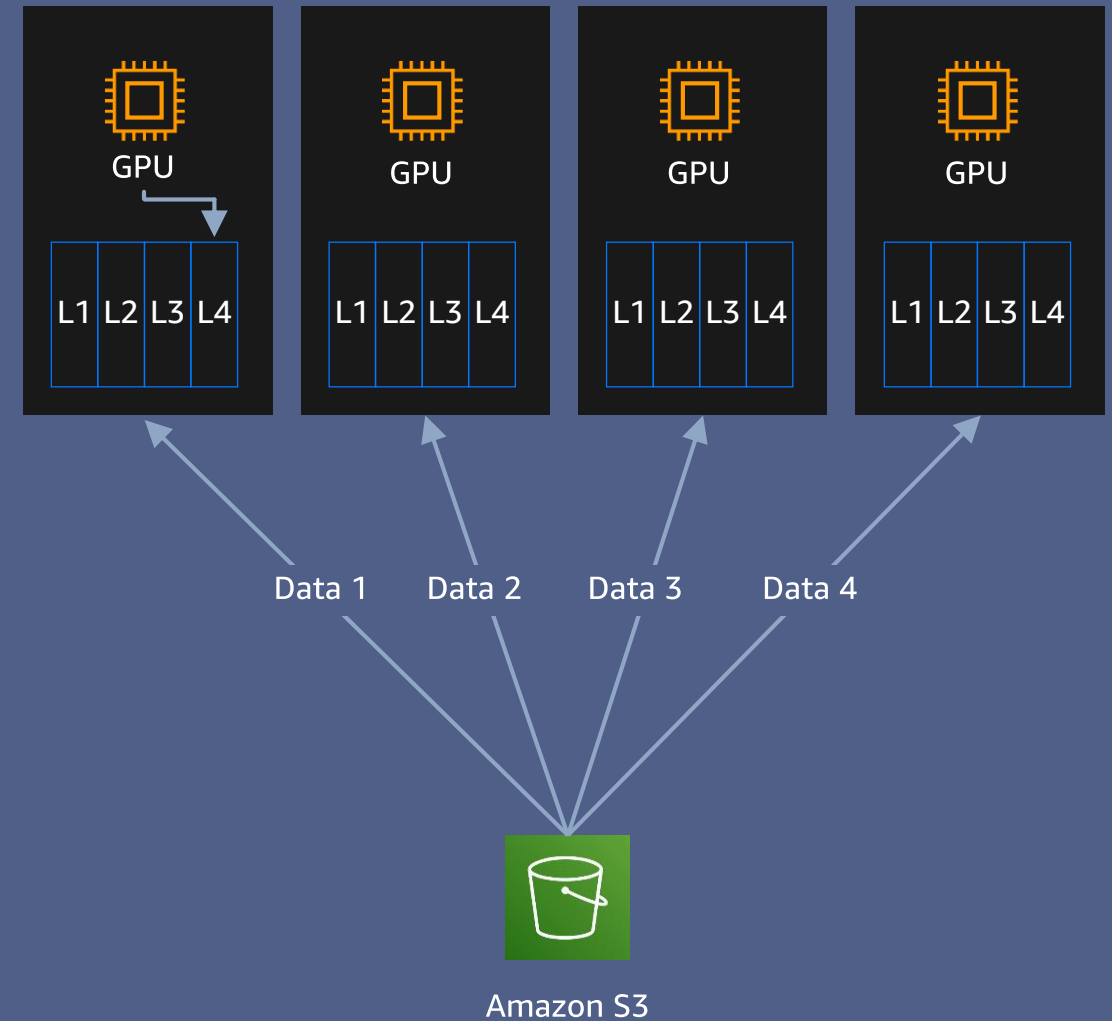 GPU
GPU
GPU
GPU
L1 L2 L3 L4
L1 L2 L3 L4
L1 L2 L3 L4
L1 L2 L3 L4
Data 1
Data 2
Data 3
Data 4
Amazon S3